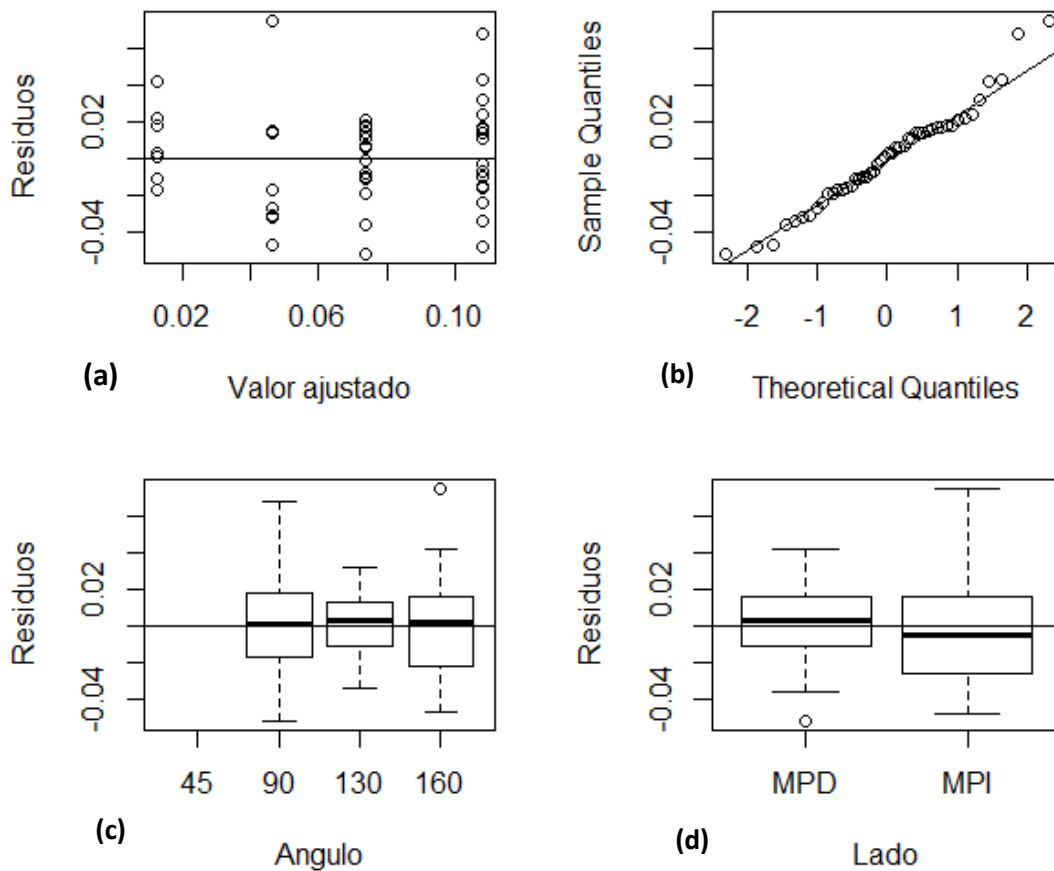 Residuos
0.02
-0.04
0.02
0.06
0.10
(a)
Valor ajustado
Sample Quantiles
0.02
-0.04
-2
-1
0
1
2
(b)
Theoretical Quantiles
Residuos
0.02
-0.04
45
90
130
160
(c)
Angulo
Residuos
0.02
-0.04
MPD
MPI
(d)
Lado